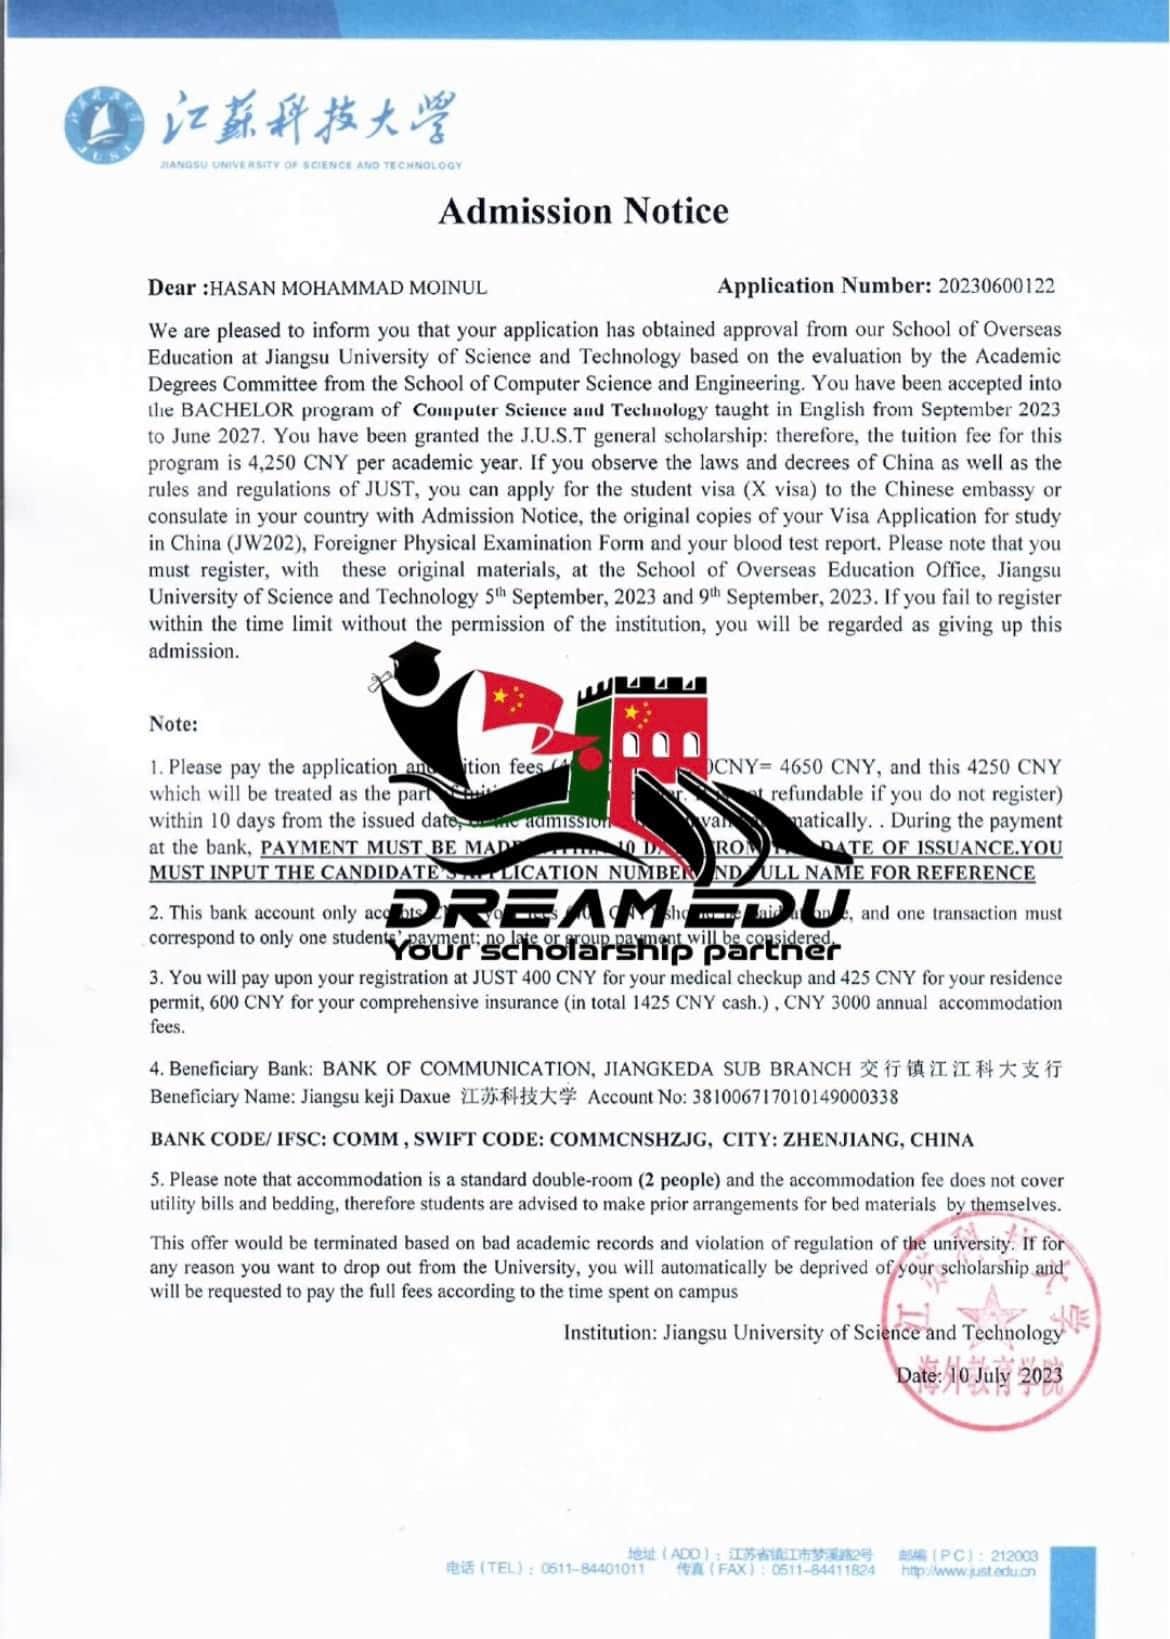 江蘇科技大學
JIANGSU UNIVERSITY OF SCIENCE AND TECHNOLOGY
JUST
Admission Notice
Dear :HASAN MOHAMMAD MOINUL Application Number: 20230600122
We are pleased to inform you that your application has obtained approval from our School of Overseas
Education at Jiangsu University of Science and Technology based on the evaluation by the Academic
Degrees Committee from the School of Computer Science and Engineering. You have been accepted into
the BACHELOR program of Computer Science and Technology taught in English from September 2023
to June 2027. You have been granted the J.U.S.T general scholarship: therefore, the tuition fee for this
program is 4,250 CNY per academic year. If you observe the laws and decrees of China as well as the
rules and regulations of JUST, you can apply for the student visa (X visa) to the Chinese embassy or
consulate in your country with Admission Notice, the original copies of your Visa Application for study
in China (JW202), Foreigner Physical Examination Form and your blood test report. Please note that you
must register, with these original materials, at the School of Overseas Education Office, Jiangsu
University of Science and Technology 5th September, 2023 and 9th September, 2023. If you fail to register
within the time limit without the permission of the institution, you will be regarded as giving up this
admission.
Note:
1. Please pay the application and tuition fees CNY= 4650 CNY, and this 4250 CNY
which will be treated as the part refundable if you do not register)
within 10 days from the issued date, admission . . During the payment
at the bank, PAYMENT MUST BE MADE 10 DATE OF ISSUANCE.YOU
MUST INPUT THE CANDIDATE'S APPLICATION NUMBER AND FULL NAME FOR REFERENCE
2. This bank account only accepts and one transaction must
correspond to only one students' payment; no late or group payment will be considered.
DREAM EDU
Your scholarship partner
3. You will pay upon your registration at JUST 400 CNY for your medical checkup and 425 CNY for your residence
permit, 600 CNY for your comprehensive insurance (in total 1425 CNY cash.) , CNY 3000 annual accommodation
fees.
4. Beneficiary Bank: BANK OF COMMUNICATION, JIANGKEDA SUB BRANCH 交行镇江江科大支行
Beneficiary Name: Jiangsu keji Daxue 江苏科技大学 Account No: 381006717010149000338
BANK CODE/ IFSC: COMM , SWIFT CODE: COMMCNSHZJG, CITY: ZHENJIANG, CHINA
5. Please note that accommodation is a standard double-room (2 people) and the accommodation fee does not cover
utility bills and bedding, therefore students are advised to make prior arrangements for bed materials by themselves.
This offer would be terminated based on bad academic records and violation of regulation of the university. If for
any reason you want to drop out from the University, you will automatically be deprived of your scholarship and
will be requested to pay the full fees according to the time spent on campus
Institution: Jiangsu University of Science and Technology
Date: 10 July 2023
江苏科技大学
海外教育学院
地址（ADD）：江苏省镇江市梦溪路2号 邮编（PC）：212003
电话（TEL）：0511-84401011 传真（FAX）：0511-84411824 http://www.just.edu.cn